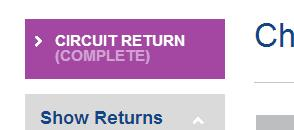 CIRCUIT RETURN
(COMPLETE)
Ch
Show Returns